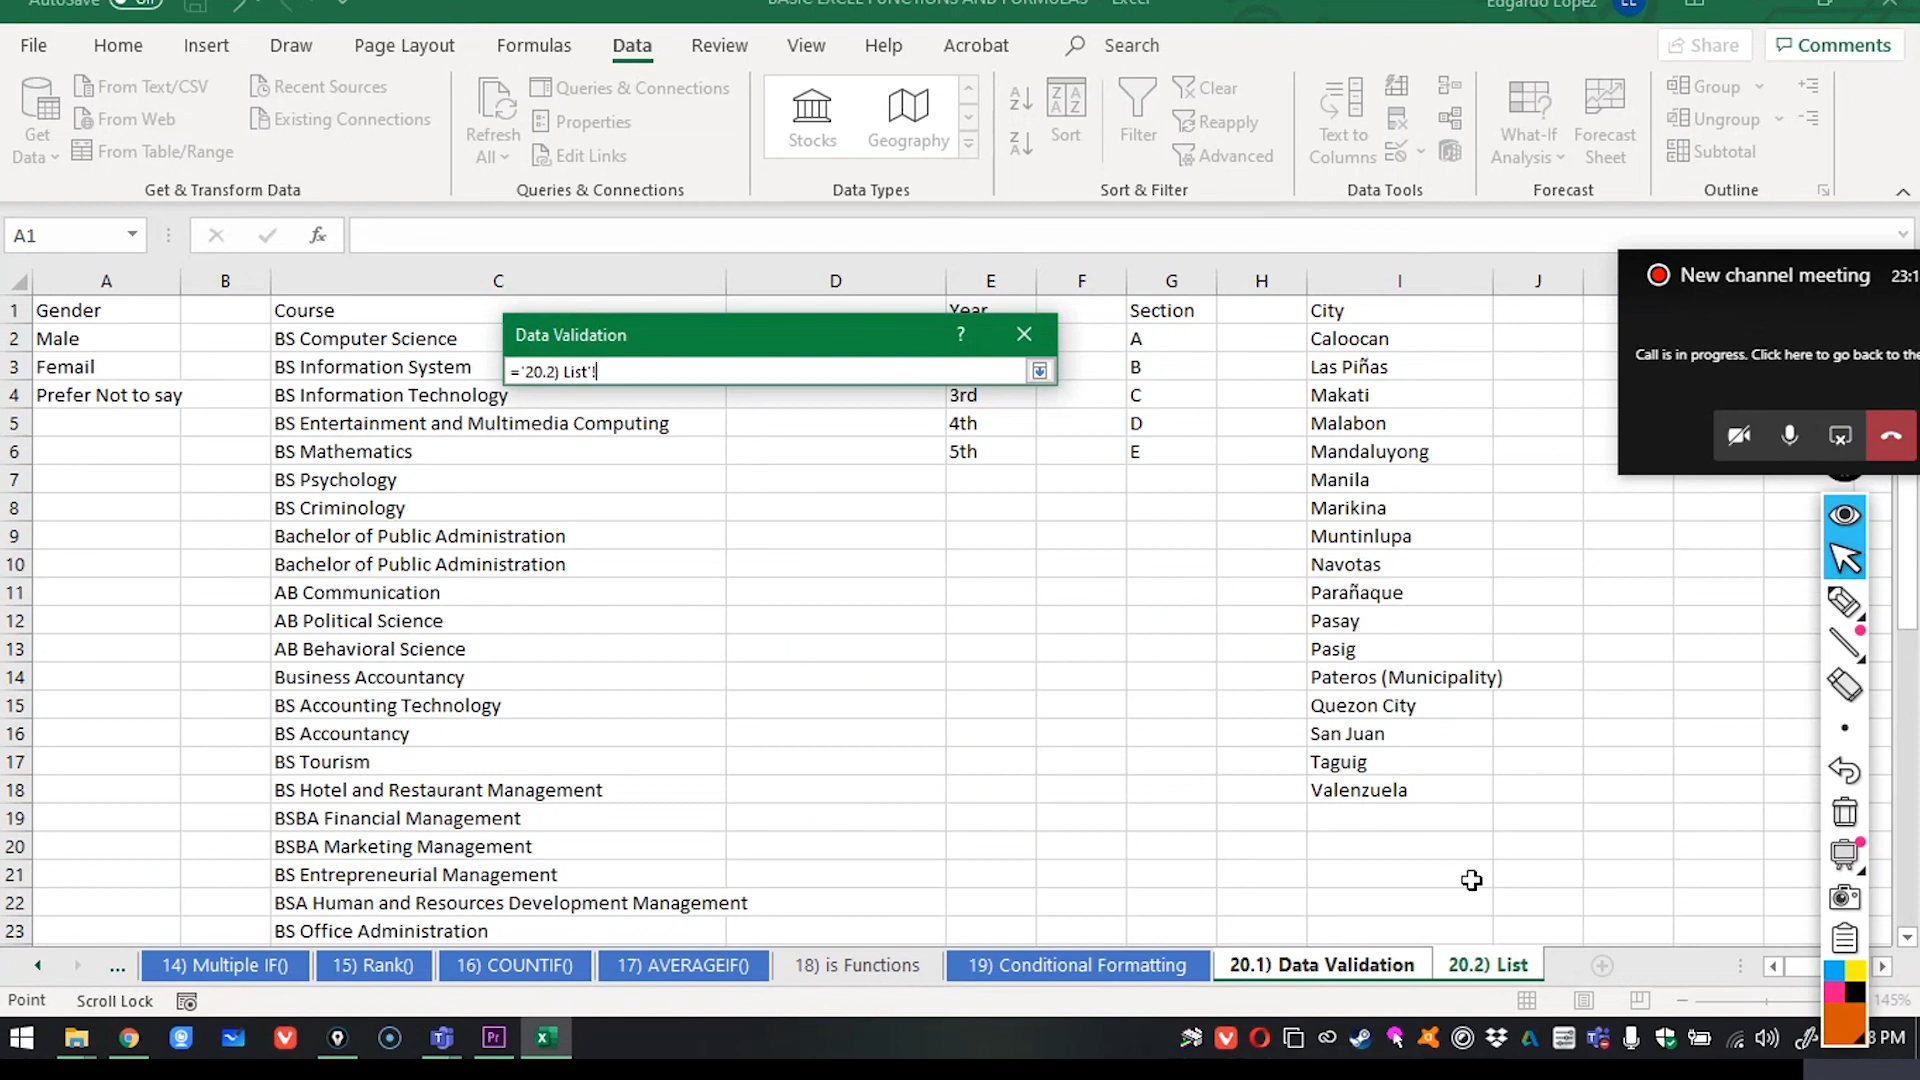 AutoSave Off BASIC EXCEL FUNCTIONS AND FORMULAS - Excel Edgardo Lopez EL
File Home Insert Draw Page Layout Formulas Data Review View Help Acrobat Search Share Comments
Get Data
From Text/CSV
From Web
From Table/Range
Recent Sources
Existing Connections
Get & Transform Data
Refresh All
Queries & Connections
Properties
Edit Links
Queries & Connections
Stocks
Geography
Data Types
Sort
Filter
Clear
Reapply
Advanced
Sort & Filter
Text to Columns
Data Tools
What-If Analysis
Forecast Sheet
Forecast
Group
Ungroup
Subtotal
Outline
A1 fx
A B C D E F G H I J
1 Gender Course Year Section City
2 Male BS Computer Science A Caloocan
3 Femail BS Information System B Las Piñas
4 Prefer Not to say BS Information Technology 3rd C Makati
5 BS Entertainment and Multimedia Computing 4th D Malabon
6 BS Mathematics 5th E Mandaluyong
7 BS Psychology Manila
8 BS Criminology Marikina
9 Bachelor of Public Administration Muntinlupa
10 Bachelor of Public Administration Navotas
11 AB Communication Parañaque
12 AB Political Science Pasay
13 AB Behavioral Science Pasig
14 Business Accountancy Pateros (Municipality)
15 BS Accounting Technology Quezon City
16 BS Accountancy San Juan
17 BS Tourism Taguig
18 BS Hotel and Restaurant Management Valenzuela
19 BSBA Financial Management
20 BSBA Marketing Management
21 BS Entrepreneurial Management
22 BSA Human and Resources Development Management
23 BS Office Administration
Data Validation ?
='20.2) List'!
New channel meeting 23:1
Call is in progress. Click here to go back to the
... 14) Multiple IF() 15) Rank() 16) COUNTIF() 17) AVERAGEIF() 18) is Functions 19) Conditional Formatting 20.1) Data Validation 20.2) List
Point Scroll Lock 145%
8 PM